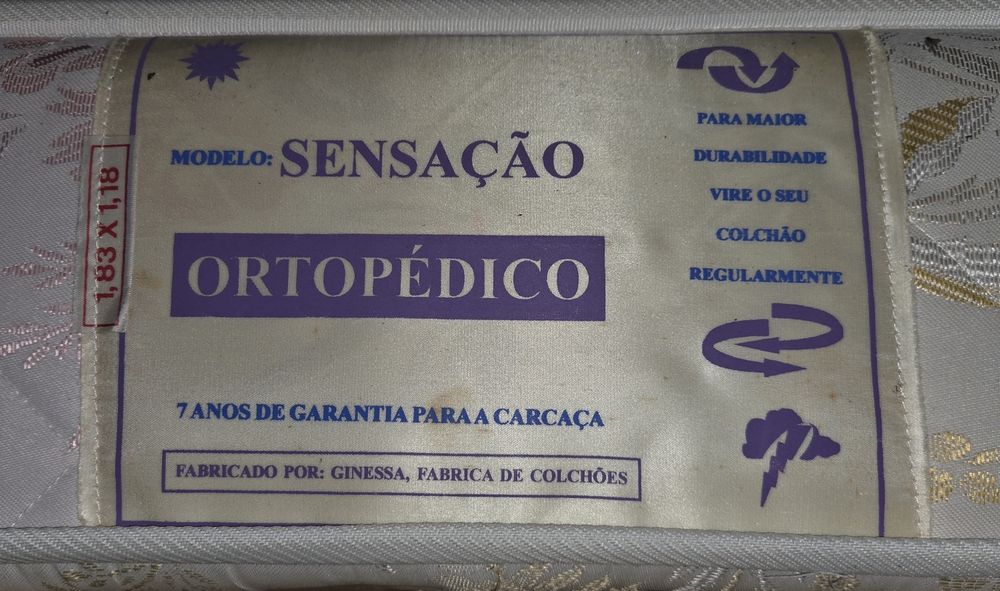 1,83 X 1,18
MODELO: SENSAÇÃO
ORTOPÉDICO
7 ANOS DE GARANTIA PARA A CARCAÇA
FABRICADO POR: GINESSA, FABRICA DE COLCHÕES
PARA MAIOR
DURABILIDADE
VIRE O SEU
COLCHÃO
REGULARMENTE